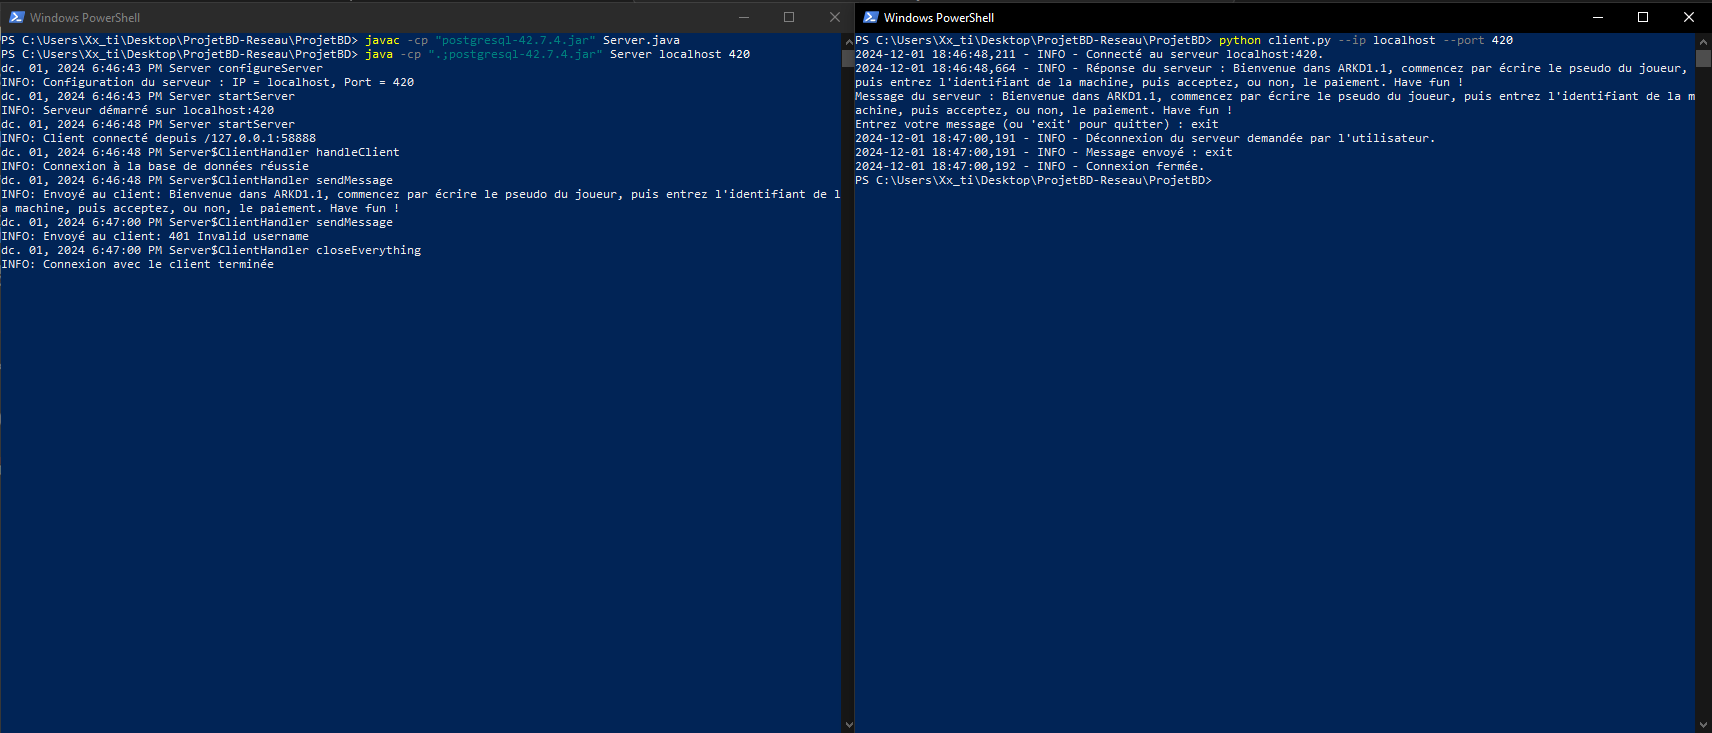 Windows PowerShell
PS C:\Users\Xx_ti\Desktop\ProjetBD-Reseau\ProjetBD> javac -cp "postgresql-42.7.4.jar" Server.java
PS C:\Users\Xx_ti\Desktop\ProjetBD-Reseau\ProjetBD> java -cp ".;postgresql-42.7.4.jar" Server localhost 420
dc. 01, 2024 6:46:43 PM Server configureServer
INFO: Configuration du serveur : IP = localhost, Port = 420
dc. 01, 2024 6:46:43 PM Server startServer
INFO: Serveur démarré sur localhost:420
dc. 01, 2024 6:46:48 PM Server startServer
INFO: Client connecté depuis /127.0.0.1:58888
dc. 01, 2024 6:46:48 PM Server$ClientHandler handleClient
INFO: Connexion à la base de données réussie
dc. 01, 2024 6:46:48 PM Server$ClientHandler sendMessage
INFO: Envoyé au client: Bienvenue dans ARKD1.1, commencez par écrire le pseudo du joueur, puis entrez l'identifiant de l
a machine, puis acceptez, ou non, le paiement. Have fun !
dc. 01, 2024 6:47:00 PM Server$ClientHandler sendMessage
INFO: Envoyé au client: 401 Invalid username
dc. 01, 2024 6:47:00 PM Server$ClientHandler closeEverything
INFO: Connexion avec le client terminée
Windows PowerShell
PS C:\Users\Xx_ti\Desktop\ProjetBD-Reseau\ProjetBD> python client.py --ip localhost --port 420
2024-12-01 18:46:48,211 - INFO - Connecté au serveur localhost:420.
2024-12-01 18:46:48,664 - INFO - Réponse du serveur : Bienvenue dans ARKD1.1, commencez par écrire le pseudo du joueur,
puis entrez l'identifiant de la machine, puis acceptez, ou non, le paiement. Have fun !
Message du serveur : Bienvenue dans ARKD1.1, commencez par écrire le pseudo du joueur, puis entrez l'identifiant de la m
achine, puis acceptez, ou non, le paiement. Have fun !
Entrez votre message (ou 'exit' pour quitter) : exit
2024-12-01 18:47:00,191 - INFO - Déconnexion du serveur demandée par l'utilisateur.
2024-12-01 18:47:00,191 - INFO - Message envoyé : exit
2024-12-01 18:47:00,192 - INFO - Connexion fermée.
PS C:\Users\Xx_ti\Desktop\ProjetBD-Reseau\ProjetBD>